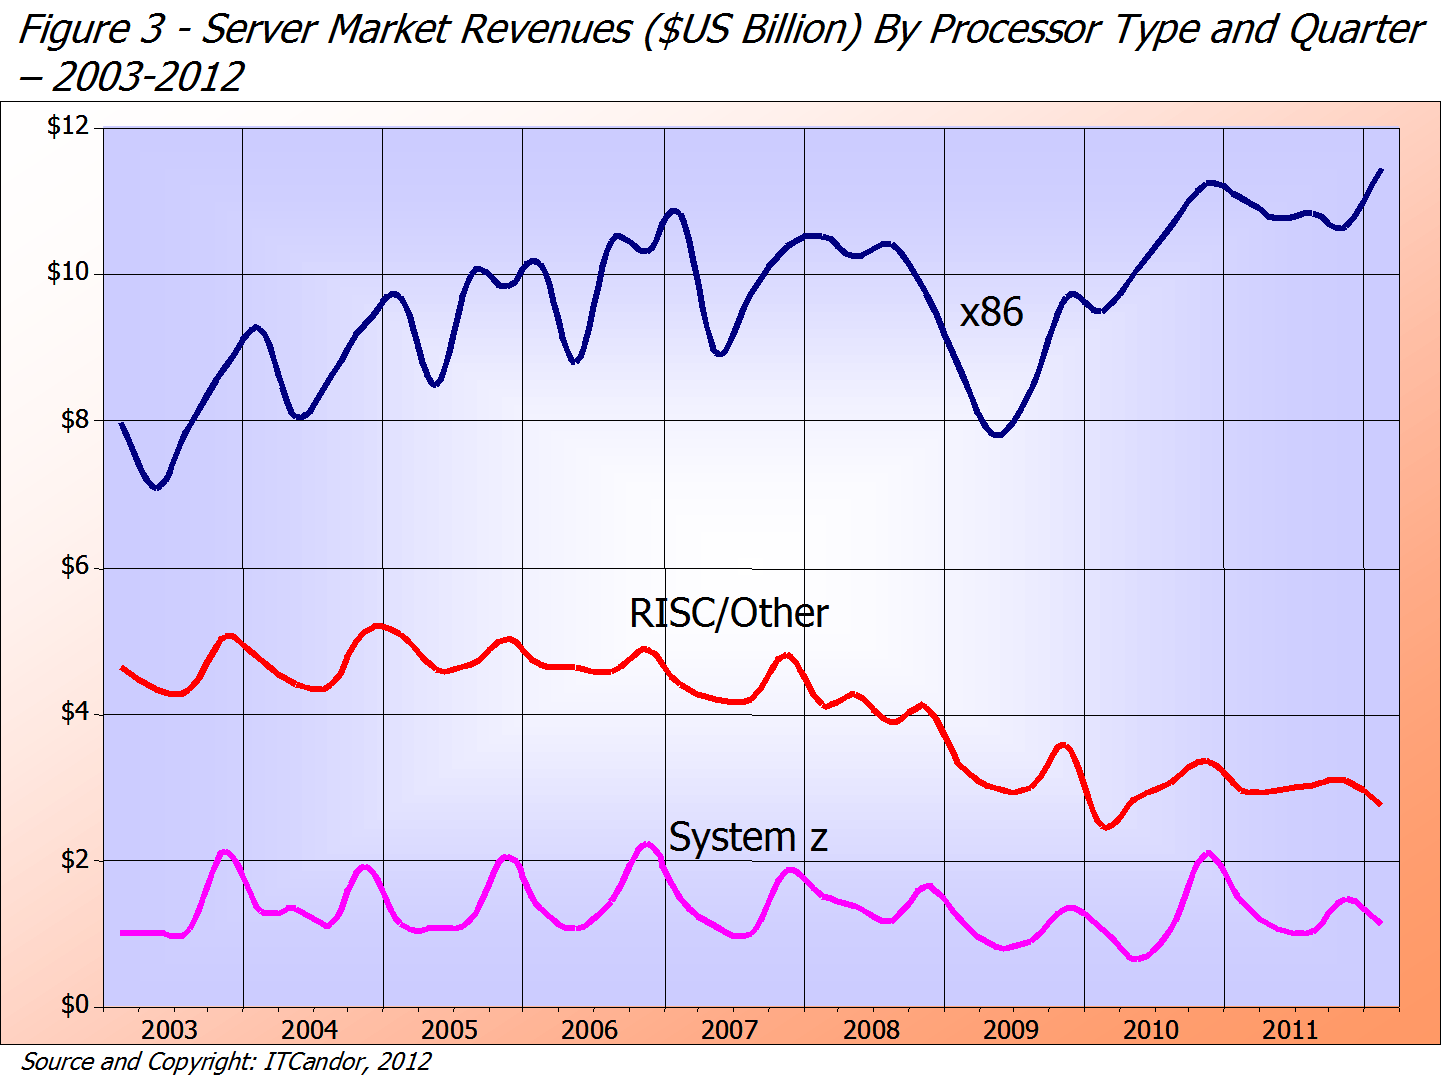 Figure 3 - Server Market Revenues ($US Billion) By Processor Type and Quarter
– 2003-2012
$12
$10
x86
$8
$6
RISC/Other
$4
System z
$2
$0
2003 2004 2005 2006 2007 2008 2009 2010 2011
Source and Copyright: ITCandor, 2012